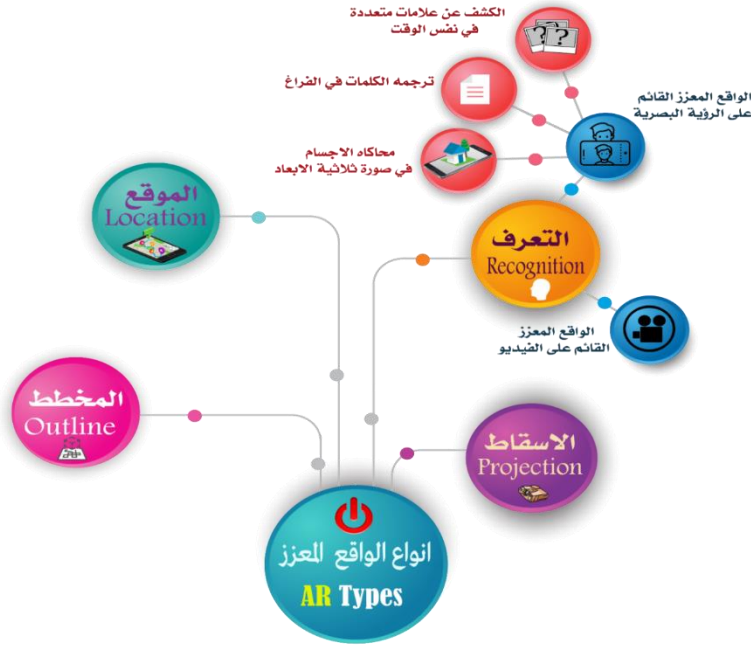 الكشف عن علامات متعددة
في نفس الوقت
ترجمه الكلمات في الفراغ
محاكاه الاجسام
في صورة ثلاثية الابعاد
الواقع المعزز القائم
على الرؤية البصرية
الموقع
Location
التعرف
Recognition
الواقع المعزز
القائم على الفيديو
المخطط
Outline
الاسقاط
Projection
انواع الواقع المعزز
AR Types